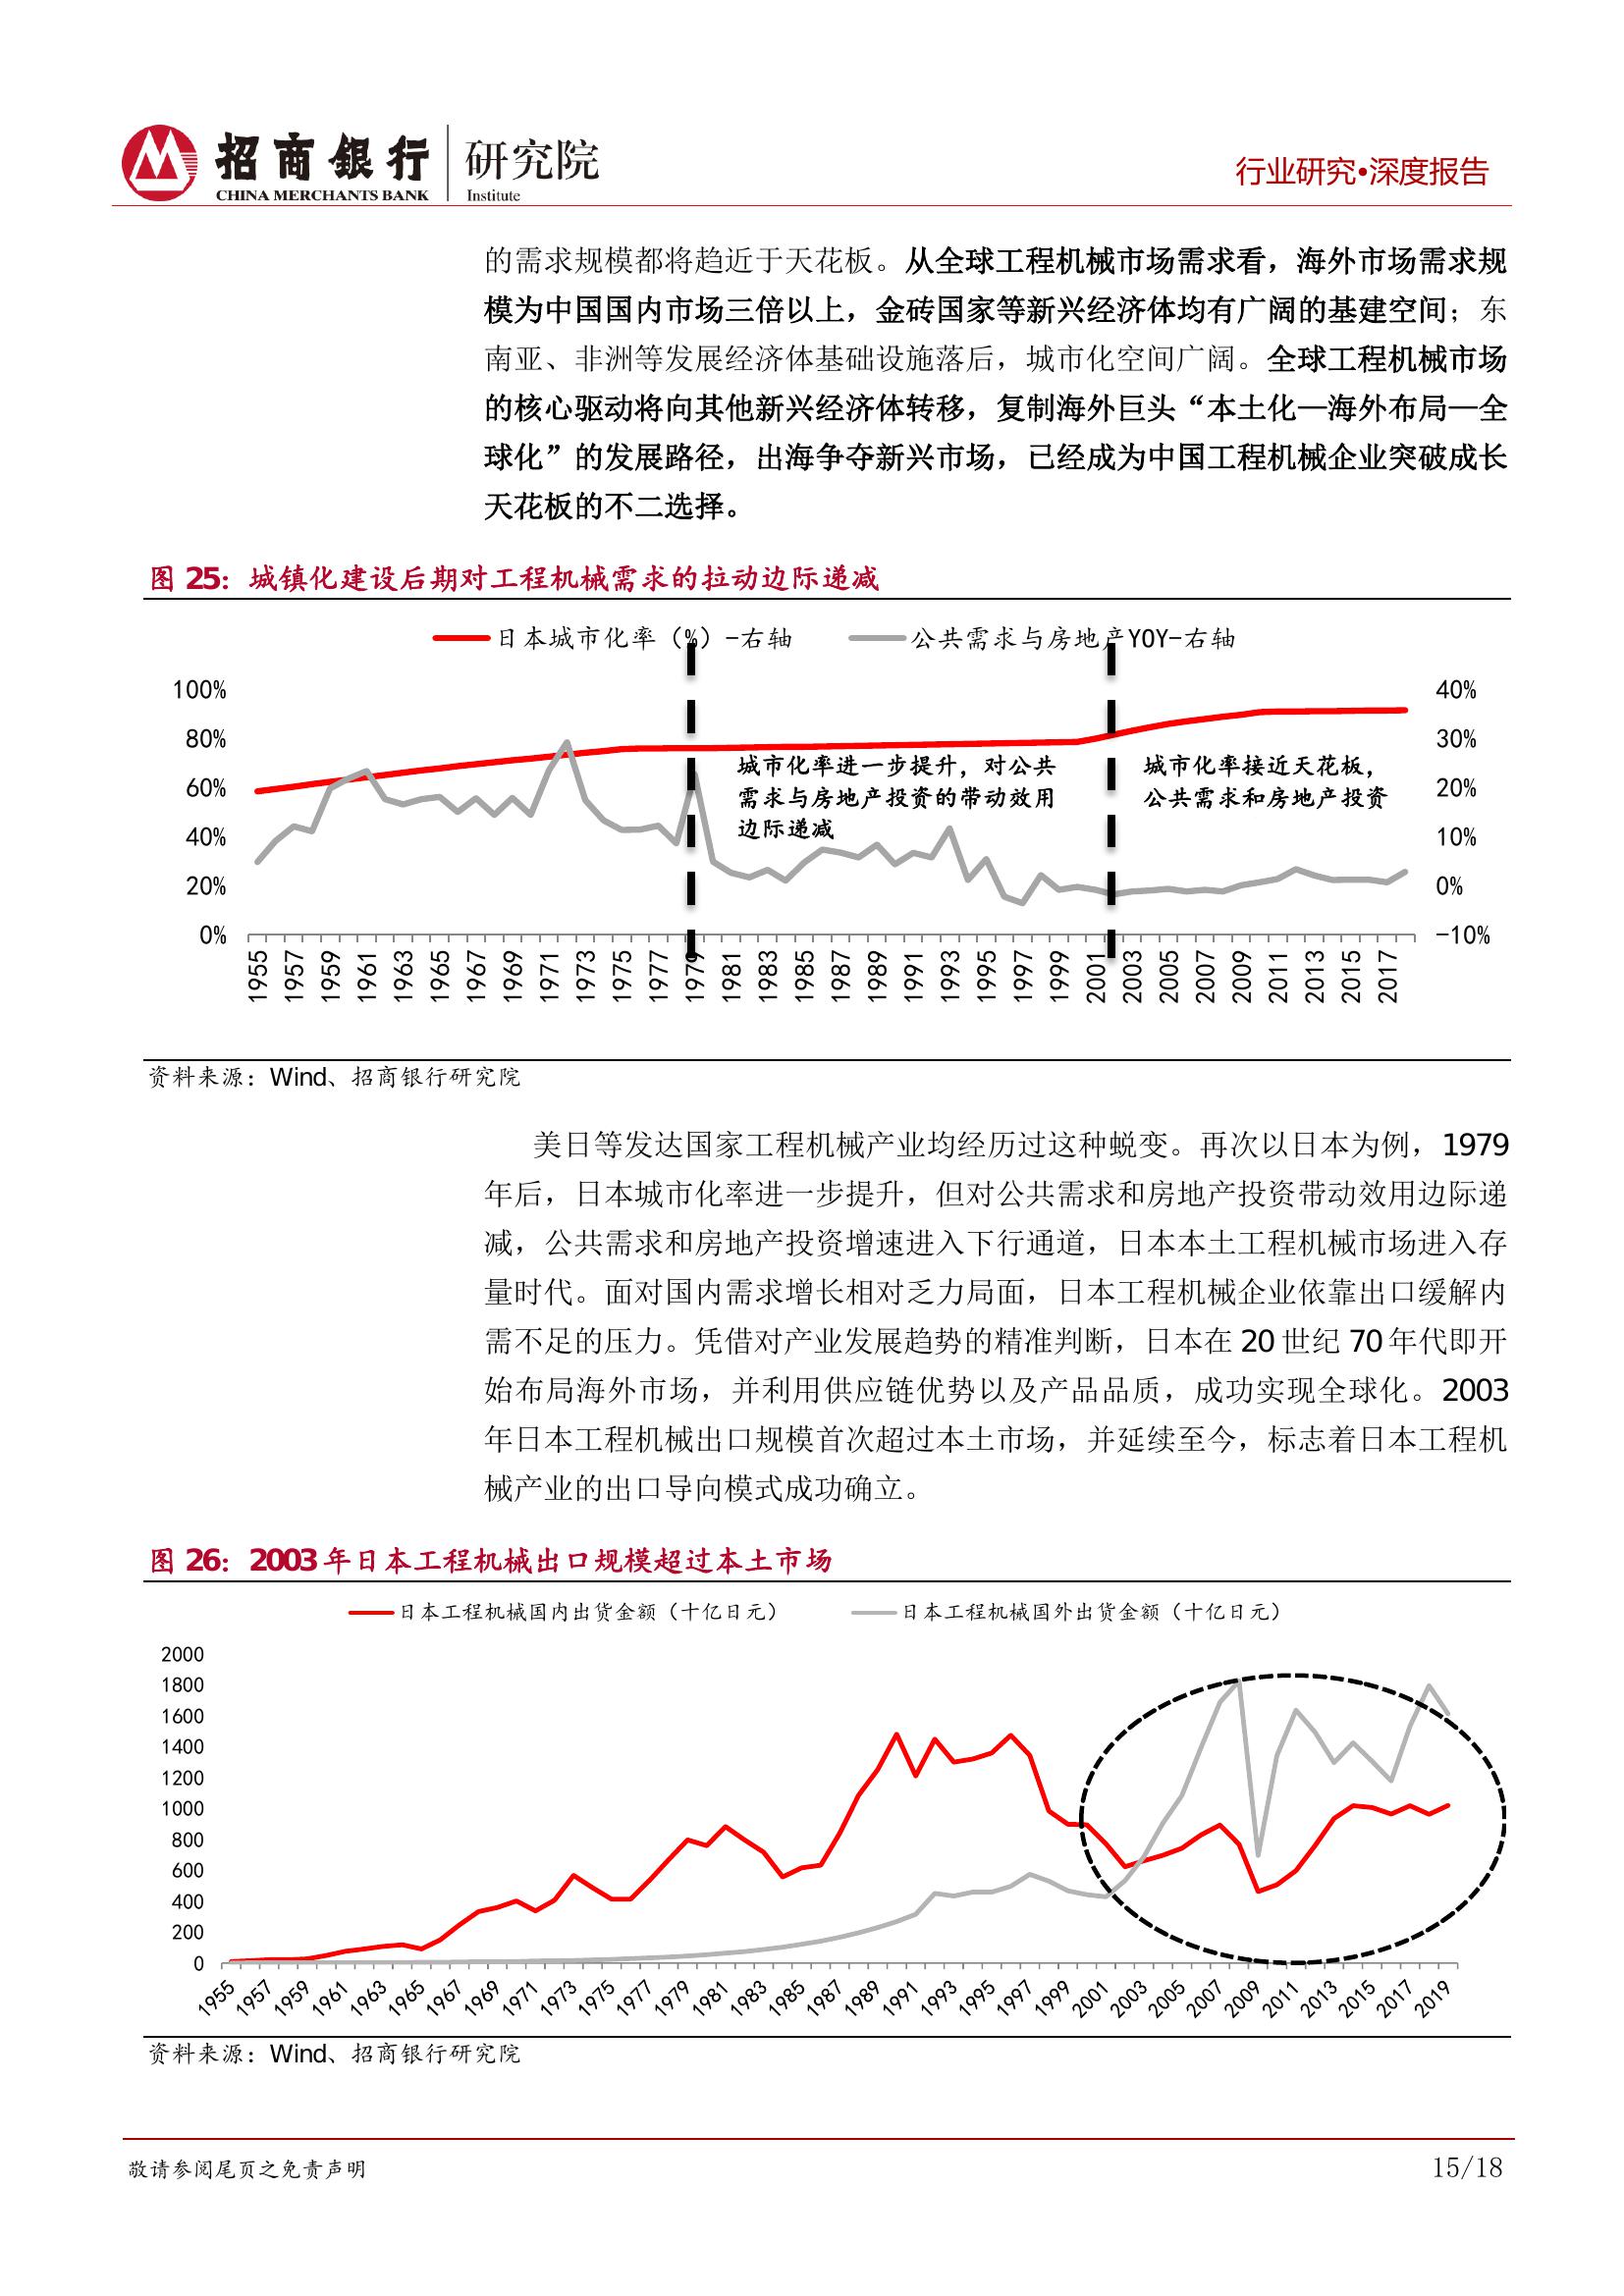 招商银行
CHINA MERCHANTS BANK
研究院
Institute
行业研究•深度报告
的需求规模都将趋近于天花板。从全球工程机械市场需求看，海外市场需求规
模为中国国内市场三倍以上，金砖国家等新兴经济体均有广阔的基建空间；东
南亚、非洲等发展经济体基础设施落后，城市化空间广阔。全球工程机械市场
的核心驱动将向其他新兴经济体转移，复制海外巨头“本土化—海外布局—全
球化”的发展路径，出海争夺新兴市场，已经成为中国工程机械企业突破成长
天花板的不二选择。
图 25：城镇化建设后期对工程机械需求的拉动边际递减
日本城市化率（%）-右轴
公共需求与房地产YOY-右轴
100%
80%
60%
40%
20%
0%
40%
30%
20%
10%
0%
-10%
城市化率进一步提升，对公共
需求与房地产投资的带动效用
边际递减
城市化率接近天花板，
公共需求和房地产投资
1955
1957
1959
1961
1963
1965
1967
1969
1971
1973
1975
1977
1979
1981
1983
1985
1987
1989
1991
1993
1995
1997
1999
2001
2003
2005
2007
2009
2011
2013
2015
2017
资料来源：Wind、招商银行研究院
美日等发达国家工程机械产业均经历过这种蜕变。再次以日本为例，1979
年后，日本城市化率进一步提升，但对公共需求和房地产投资带动效用边际递
减，公共需求和房地产投资增速进入下行通道，日本本土工程机械市场进入存
量时代。面对国内需求增长相对乏力局面，日本工程机械企业依靠出口缓解内
需不足的压力。凭借对产业发展趋势的精准判断，日本在 20 世纪 70 年代即开
始布局海外市场，并利用供应链优势以及产品品质，成功实现全球化。2003
年日本工程机械出口规模首次超过本土市场，并延续至今，标志着日本工程机
械产业的出口导向模式成功确立。
图 26：2003 年日本工程机械出口规模超过本土市场
日本工程机械国内出货金额（十亿日元）
日本工程机械国外出货金额（十亿日元）
2000
1800
1600
1400
1200
1000
800
600
400
200
0
1955
1957
1959
1961
1963
1965
1967
1969
1971
1973
1975
1977
1979
1981
1983
1985
1987
1989
1991
1993
1995
1997
1999
2001
2003
2005
2007
2009
2011
2013
2015
2017
2019
资料来源：Wind、招商银行研究院
敬请参阅尾页之免责声明
15/18